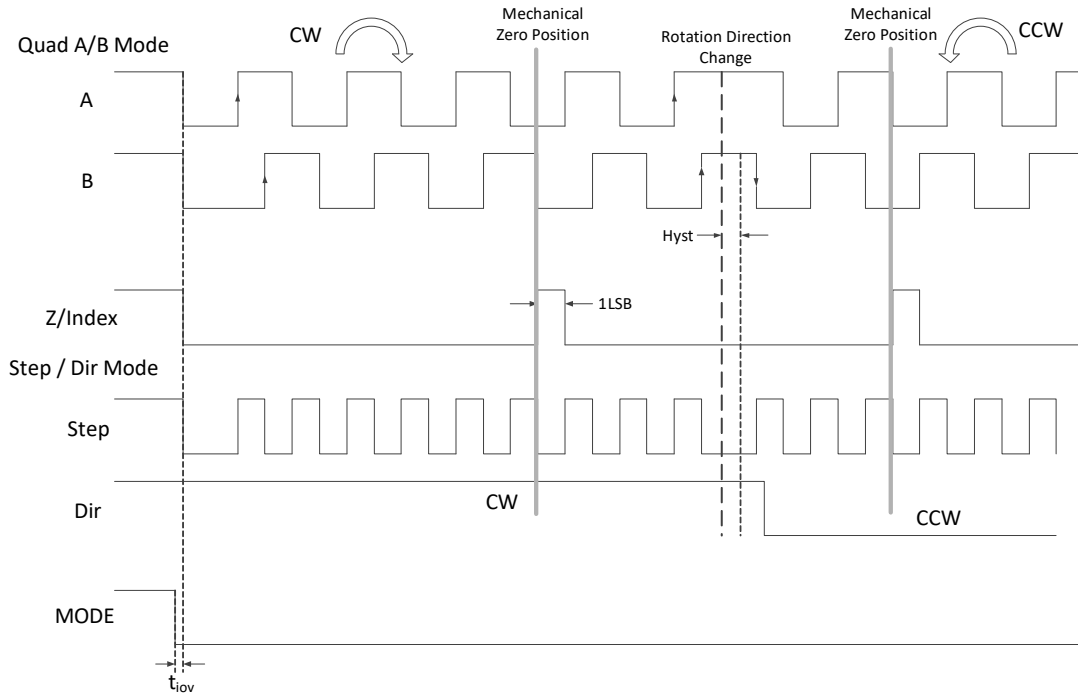 Mechanical
Zero Position
Mechanical
Zero Position
Quad A/B Mode
CW
Rotation Direction
Change
CCW
A
B
Hyst
Z/Index
1LSB
Step / Dir Mode
Step
Dir
CW
CCW
MODE
tiov